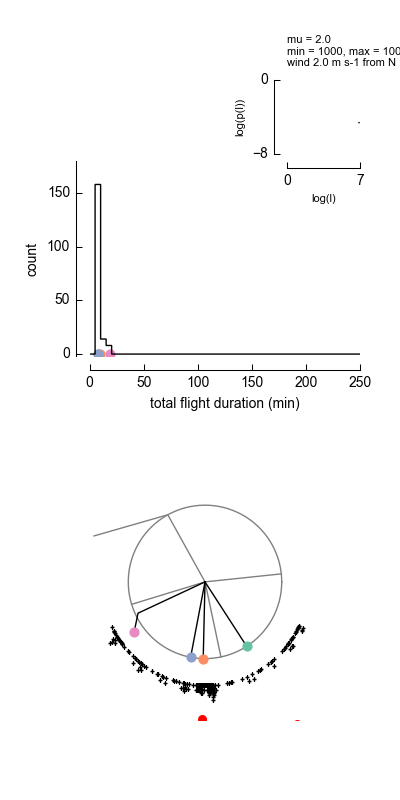 mu = 2.0
min = 1000, max = 100
wind 2.0 m s-1 from N
0
log(p(l))
−8
0 7
log(l)
150
100
50
0
count
0 50 100 150 200 250
total flight duration (min)